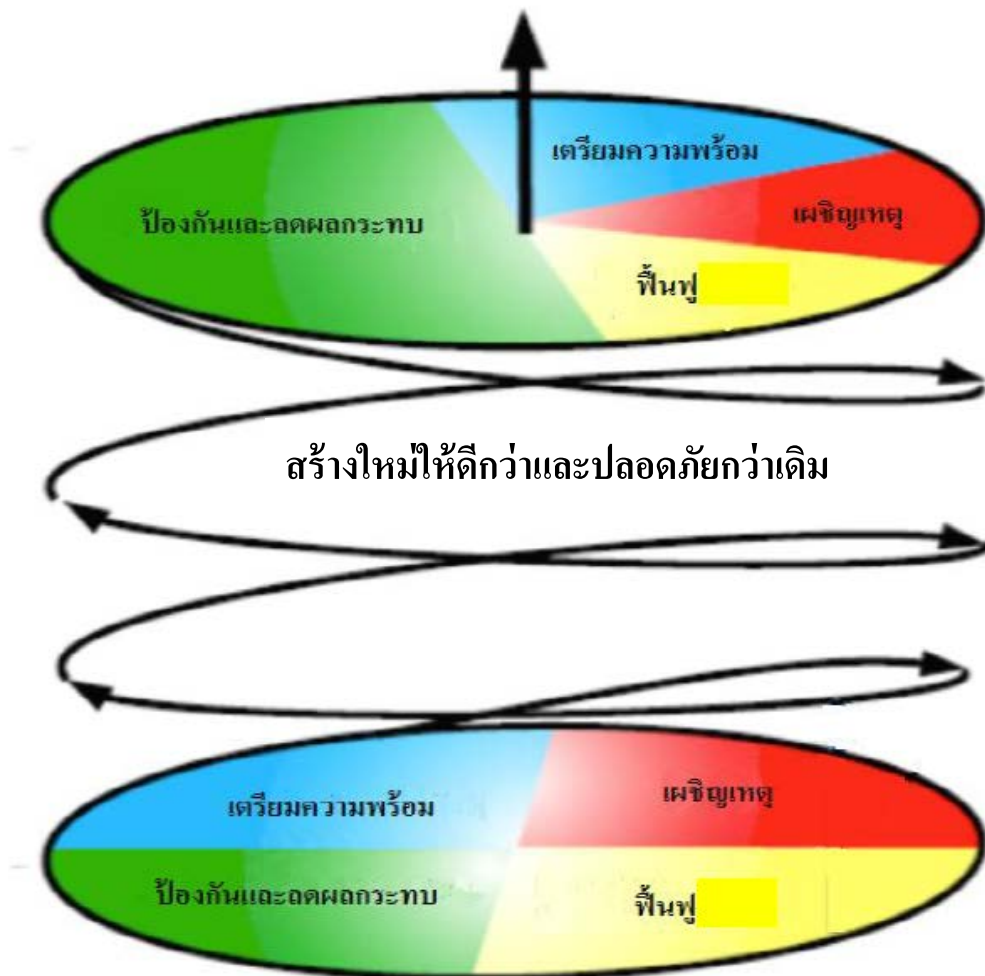 เตรียมความพร้อม
ป้องกันและลดผลกระทบ
เผชิญเหตุ
ฟื้นฟู
สร้างใหม่ให้ดีกว่าและปลอดภัยกว่าเดิม
เตรียมความพร้อม
เผชิญเหตุ
ป้องกันและลดผลกระทบ
ฟื้นฟู